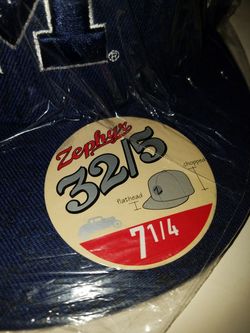 M
®
Zephyr
32/5
flathead
chopped
7 1/4